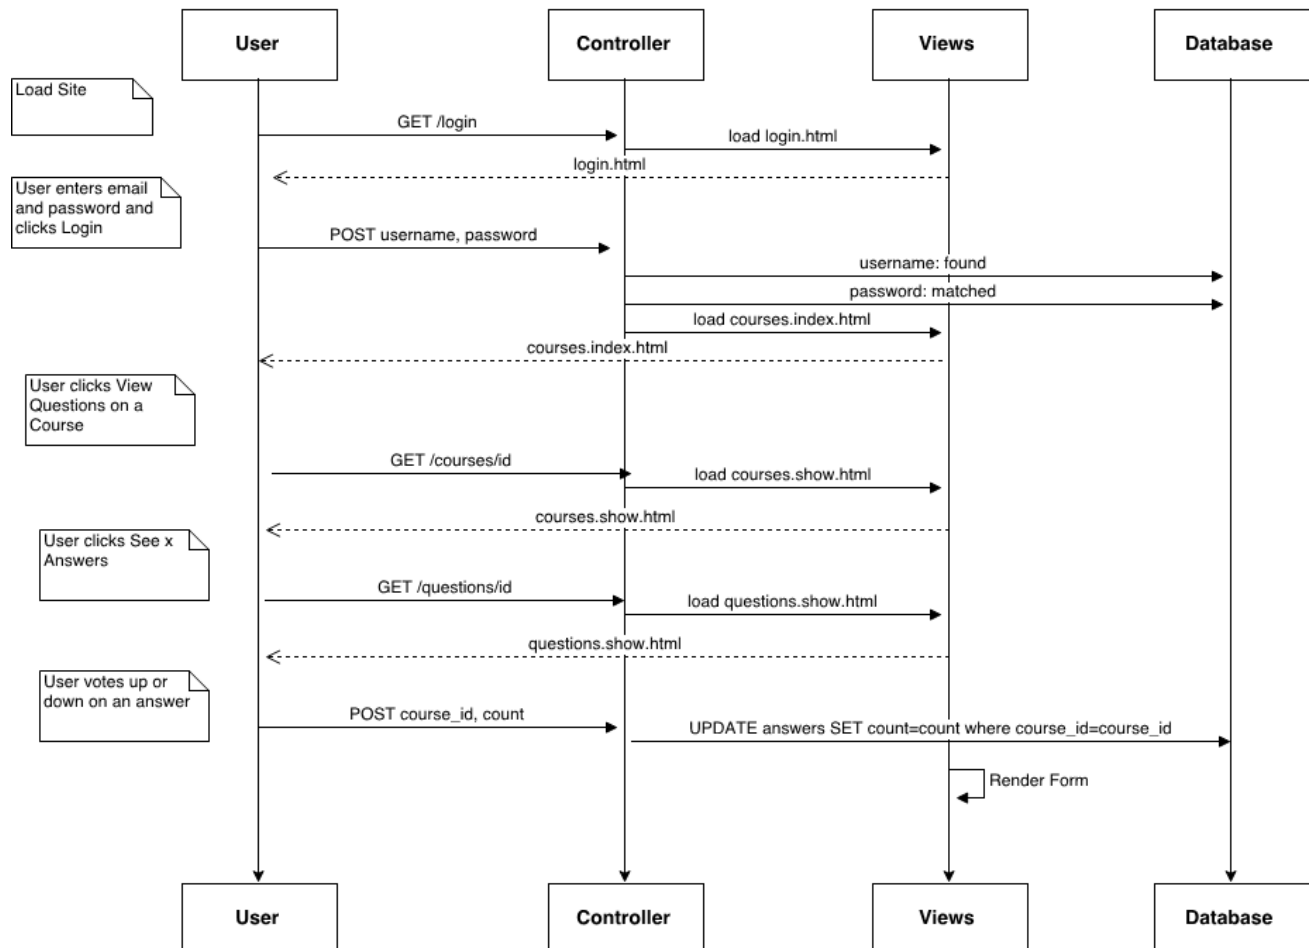 User
Controller
Views
Database
Load Site
GET /login
load login.html
login.html
User enters email
and password and
clicks Login
POST username, password
username: found
password: matched
load courses.index.html
courses.index.html
User clicks View
Questions on a
Course
GET /courses/id
load courses.show.html
courses.show.html
User clicks See x
Answers
GET /questions/id
load questions.show.html
questions.show.html
User votes up or
down on an answer
POST course_id, count
UPDATE answers SET count=count where course_id=course_id
Render Form
User
Controller
Views
Database